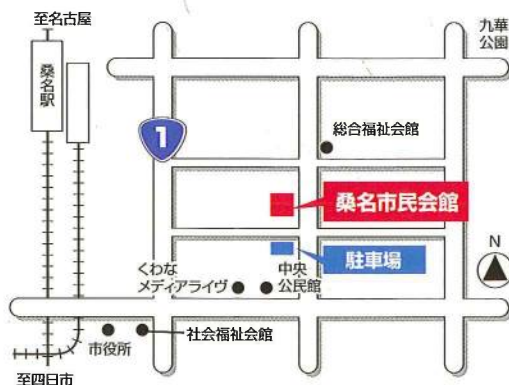 至名古屋
桑名駅
九華
公園
1
総合福祉会館
桑名市民会館
駐車場
N
くわな
メディアライヴ
中央
公民館
市役所
社会福祉会館
至四日市